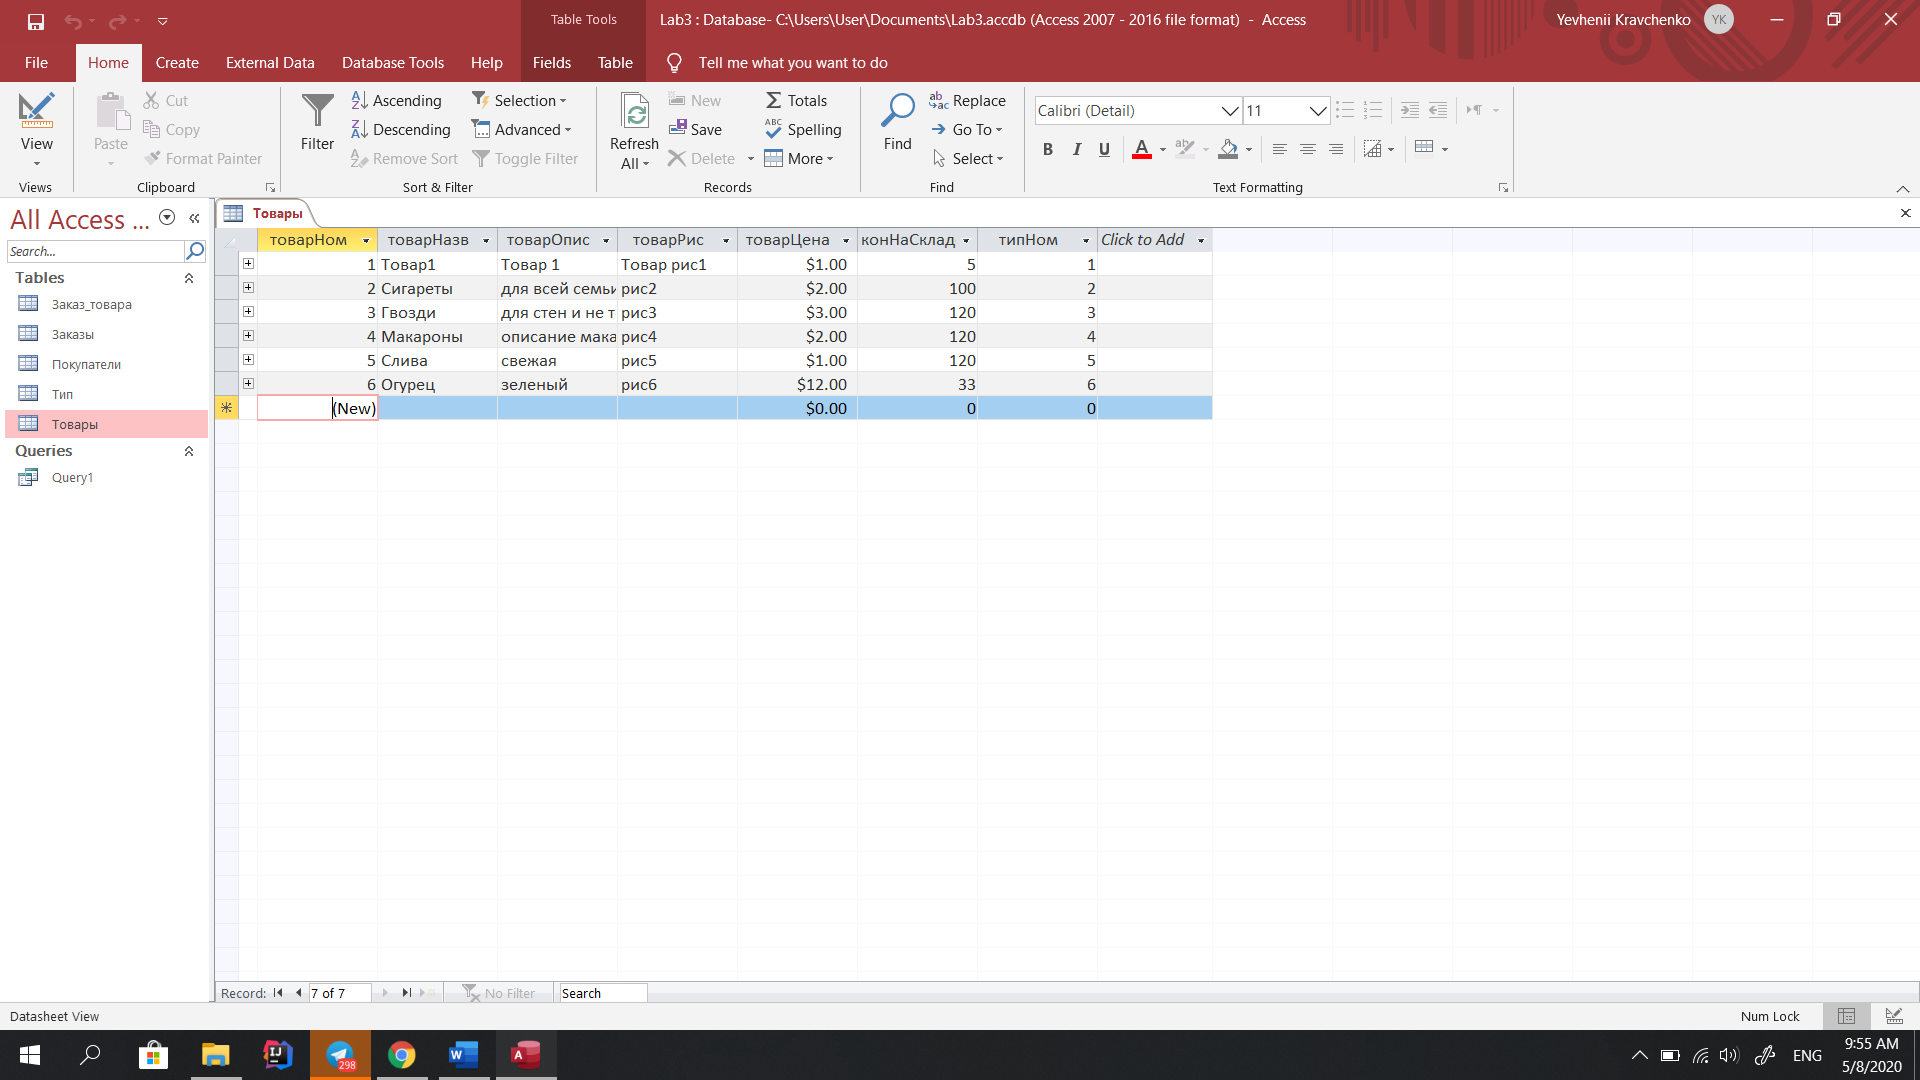 Table Tools
Lab3 : Database- C:\Users\User\Documents\Lab3.accdb (Access 2007 - 2016 file format) - Access
Yevhenii Kravchenko YK
File Home Create External Data Database Tools Help Fields Table Tell me what you want to do
View
Views
Paste
Cut
Copy
Format Painter
Clipboard
Filter
Ascending
Descending
Remove Sort
Selection
Advanced
Toggle Filter
Sort & Filter
Refresh
All
New
Save
Delete
Totals
Spelling
More
Records
Find
Replace
Go To
Select
Find
Calibri (Detail) 11
B I U A
Text Formatting
All Access ...
Search...
Tables
Заказ_товара
Заказы
Покупатели
Тип
Товары
Queries
Query1
Товары
товарНом товарНазв товарОпис товарРис товарЦена конНаСклад типНом Click to Add
1 Товар1 Товар 1 Товар рис1 $1.00 5 1
2 Сигареты для всей семьи рис2 $2.00 100 2
3 Гвозди для стен и не т рис3 $3.00 120 3
4 Макароны описание мака рис4 $2.00 120 4
5 Слива свежая рис5 $1.00 120 5
6 Огурец зеленый рис6 $12.00 33 6
(New) $0.00 0 0
Record: 7 of 7 No Filter Search
Datasheet View
Num Lock
298
ENG
9:55 AM
5/8/2020